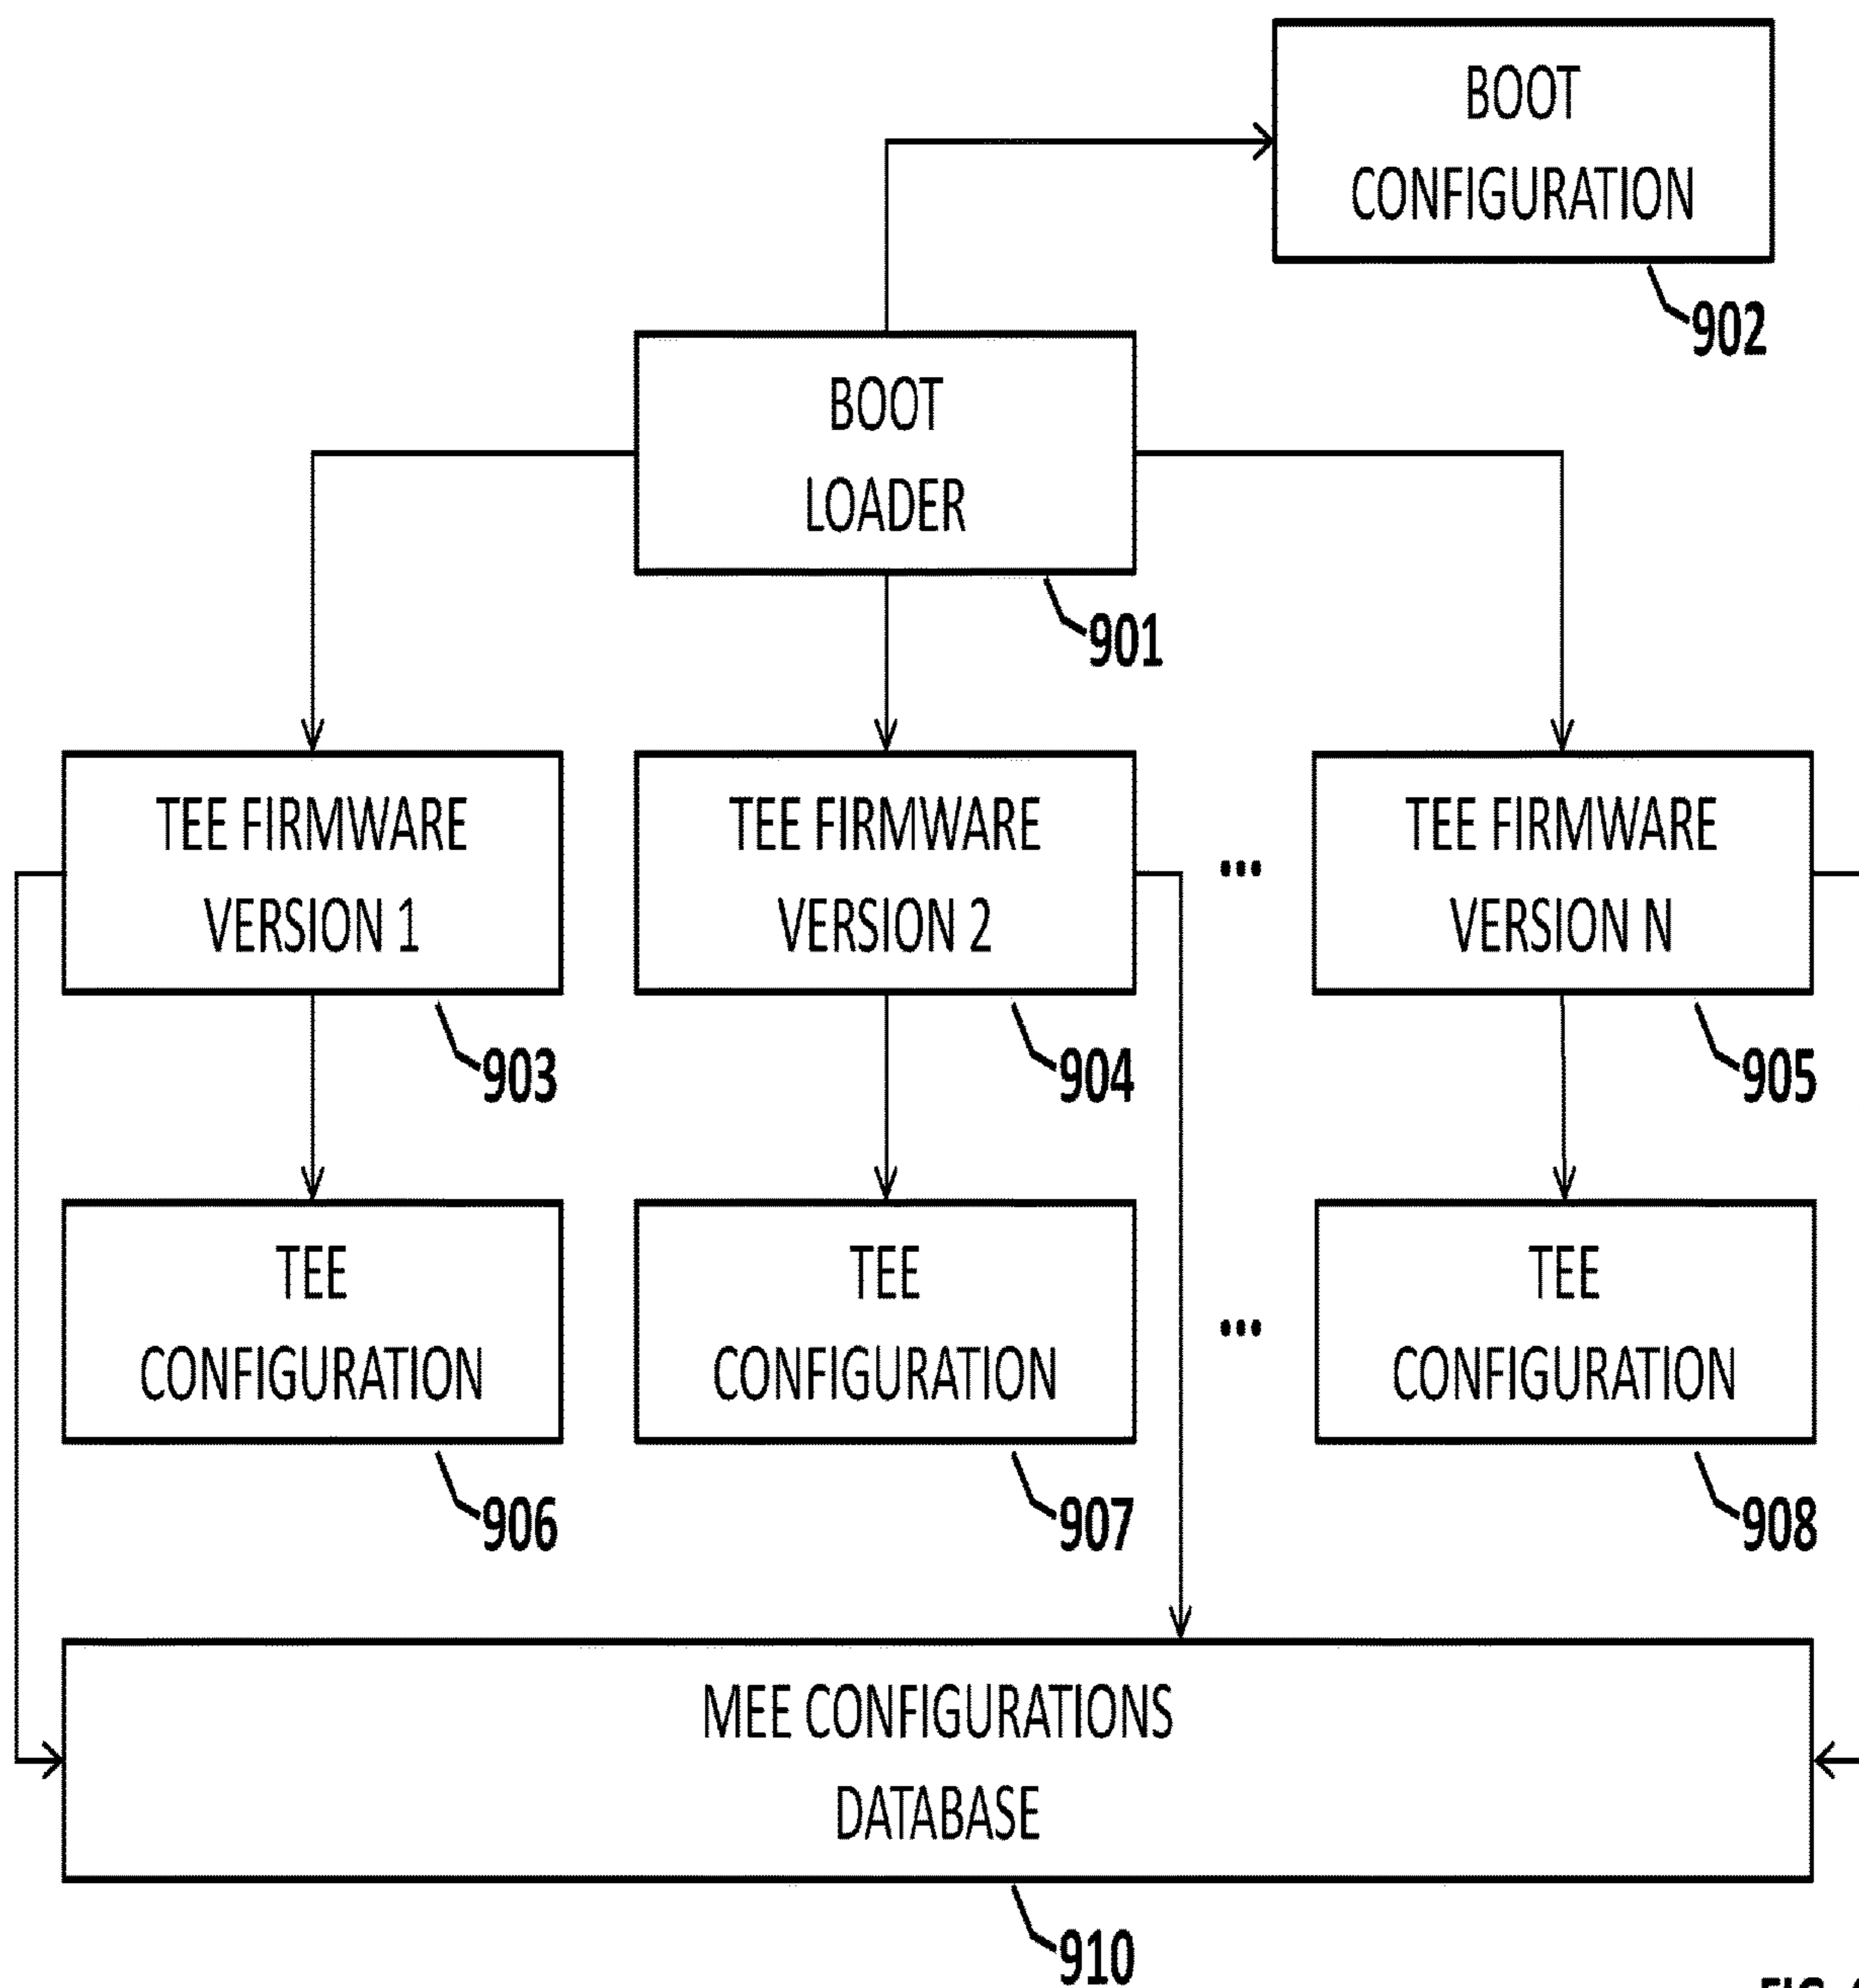 BOOT
CONFIGURATION
902
BOOT
LOADER
901
TEE FIRMWARE
VERSION 1
903
TEE FIRMWARE
VERSION 2
904
...
TEE FIRMWARE
VERSION N
905
TEE
CONFIGURATION
906
TEE
CONFIGURATION
907
...
TEE
CONFIGURATION
908
MEE CONFIGURATIONS
DATABASE
910
FIG.